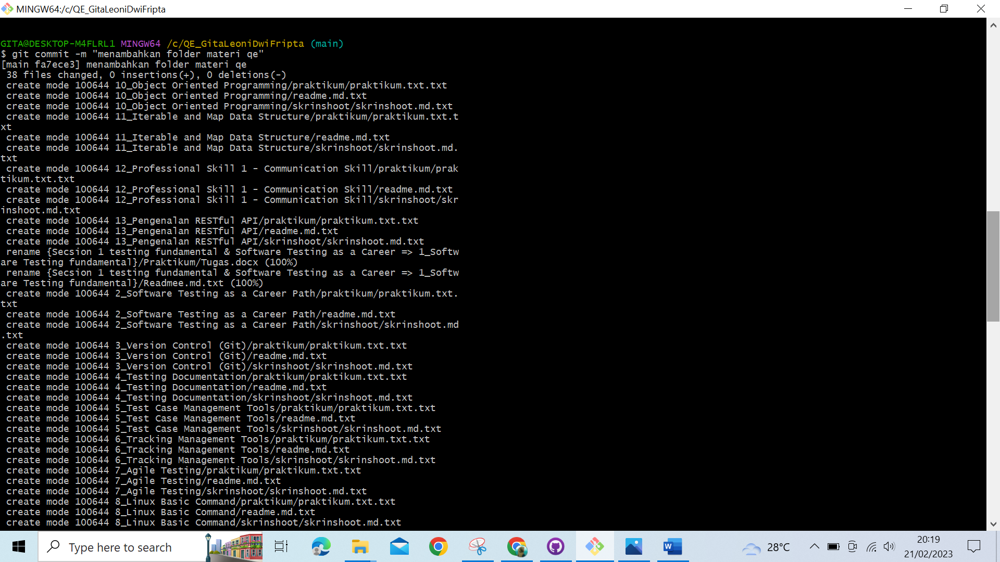 MINGW64:/c/QE_GitaLeoniDwiFripta
GITA@DESKTOP-M4FLRL1 MINGW64 /c/QE_GitaLeoniDwiFripta (main)
$ git commit -m "menambahkan folder materi qe"
[main fa7ece3] menambahkan folder materi qe
 38 files changed, 0 insertions(+), 0 deletions(-)
 create mode 100644 10_Object Oriented Programming/praktikum/praktikum.txt.txt
 create mode 100644 10_Object Oriented Programming/readme.md.txt
 create mode 100644 10_Object Oriented Programming/skrinshoot/skrinshoot.md.txt
 create mode 100644 11_Iterable and Map Data Structure/praktikum/praktikum.txt.t
xt
 create mode 100644 11_Iterable and Map Data Structure/readme.md.txt
 create mode 100644 11_Iterable and Map Data Structure/skrinshoot/skrinshoot.md.
txt
 create mode 100644 12_Professional Skill 1 - Communication Skill/praktikum/prak
tikum.txt.txt
 create mode 100644 12_Professional Skill 1 - Communication Skill/readme.md.txt
 create mode 100644 12_Professional Skill 1 - Communication Skill/skrinshoot/skr
inshoot.md.txt
 create mode 100644 13_Pengenalan RESTful API/praktikum/praktikum.txt.txt
 create mode 100644 13_Pengenalan RESTful API/readme.md.txt
 create mode 100644 13_Pengenalan RESTful API/skrinshoot/skrinshoot.md.txt
 rename {Secsion 1 testing fundamental & Software Testing as a Career => 1_Softw
are Testing fundamental}/Praktikum/Tugas.docx (100%)
 rename {Secsion 1 testing fundamental & Software Testing as a Career => 1_Softw
are Testing fundamental}/Readmee.md.txt (100%)
 create mode 100644 2_Software Testing as a Career Path/praktikum/praktikum.txt.
txt
 create mode 100644 2_Software Testing as a Career Path/readme.md.txt
 create mode 100644 2_Software Testing as a Career Path/skrinshoot/skrinshoot.md
.txt
 create mode 100644 3_Version Control (Git)/praktikum/praktikum.txt.txt
 create mode 100644 3_Version Control (Git)/readme.md.txt
 create mode 100644 3_Version Control (Git)/skrinshoot/skrinshoot.md.txt
 create mode 100644 4_Testing Documentation/praktikum/praktikum.txt.txt
 create mode 100644 4_Testing Documentation/readme.md.txt
 create mode 100644 4_Testing Documentation/skrinshoot/skrinshoot.md.txt
 create mode 100644 5_Test Case Management Tools/praktikum/praktikum.txt.txt
 create mode 100644 5_Test Case Management Tools/readme.md.txt
 create mode 100644 5_Test Case Management Tools/skrinshoot/skrinshoot.md.txt
 create mode 100644 6_Tracking Management Tools/praktikum/praktikum.txt.txt
 create mode 100644 6_Tracking Management Tools/readme.md.txt
 create mode 100644 6_Tracking Management Tools/skrinshoot/skrinshoot.md.txt
 create mode 100644 7_Agile Testing/praktikum/praktikum.txt.txt
 create mode 100644 7_Agile Testing/readme.md.txt
 create mode 100644 7_Agile Testing/skrinshoot/skrinshoot.md.txt
 create mode 100644 8_Linux Basic Command/praktikum/praktikum.txt.txt
 create mode 100644 8_Linux Basic Command/readme.md.txt
 create mode 100644 8_Linux Basic Command/skrinshoot/skrinshoot.md.txt
Type here to search
W
28°C
20:19
21/02/2023